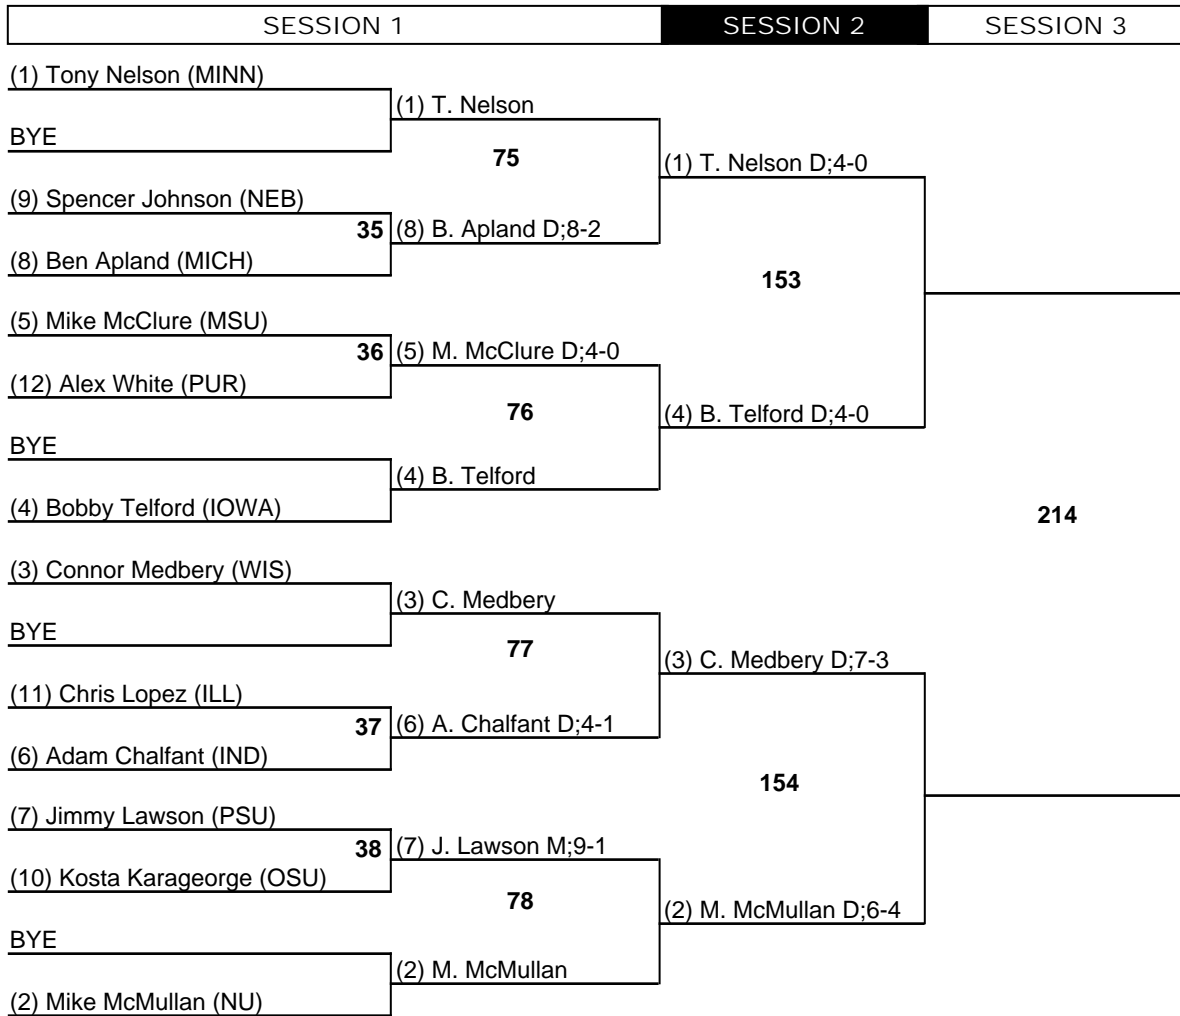 SESSION 1 SESSION 2 SESSION 3
(1) Tony Nelson (MINN)
(1) T. Nelson
BYE
75
(1) T. Nelson D;4-0
(9) Spencer Johnson (NEB)
35 (8) B. Apland D;8-2
(8) Ben Apland (MICH)
153
(5) Mike McClure (MSU)
36 (5) M. McClure D;4-0
(12) Alex White (PUR)
76
(4) B. Telford D;4-0
BYE
(4) B. Telford
(4) Bobby Telford (IOWA)
214
(3) Connor Medbery (WIS)
(3) C. Medbery
BYE
77
(3) C. Medbery D;7-3
(11) Chris Lopez (ILL)
37 (6) A. Chalfant D;4-1
(6) Adam Chalfant (IND)
154
(7) Jimmy Lawson (PSU)
38 (7) J. Lawson M;9-1
(10) Kosta Karageorge (OSU)
78
(2) M. McMullan D;6-4
BYE
(2) M. McMullan
(2) Mike McMullan (NU)